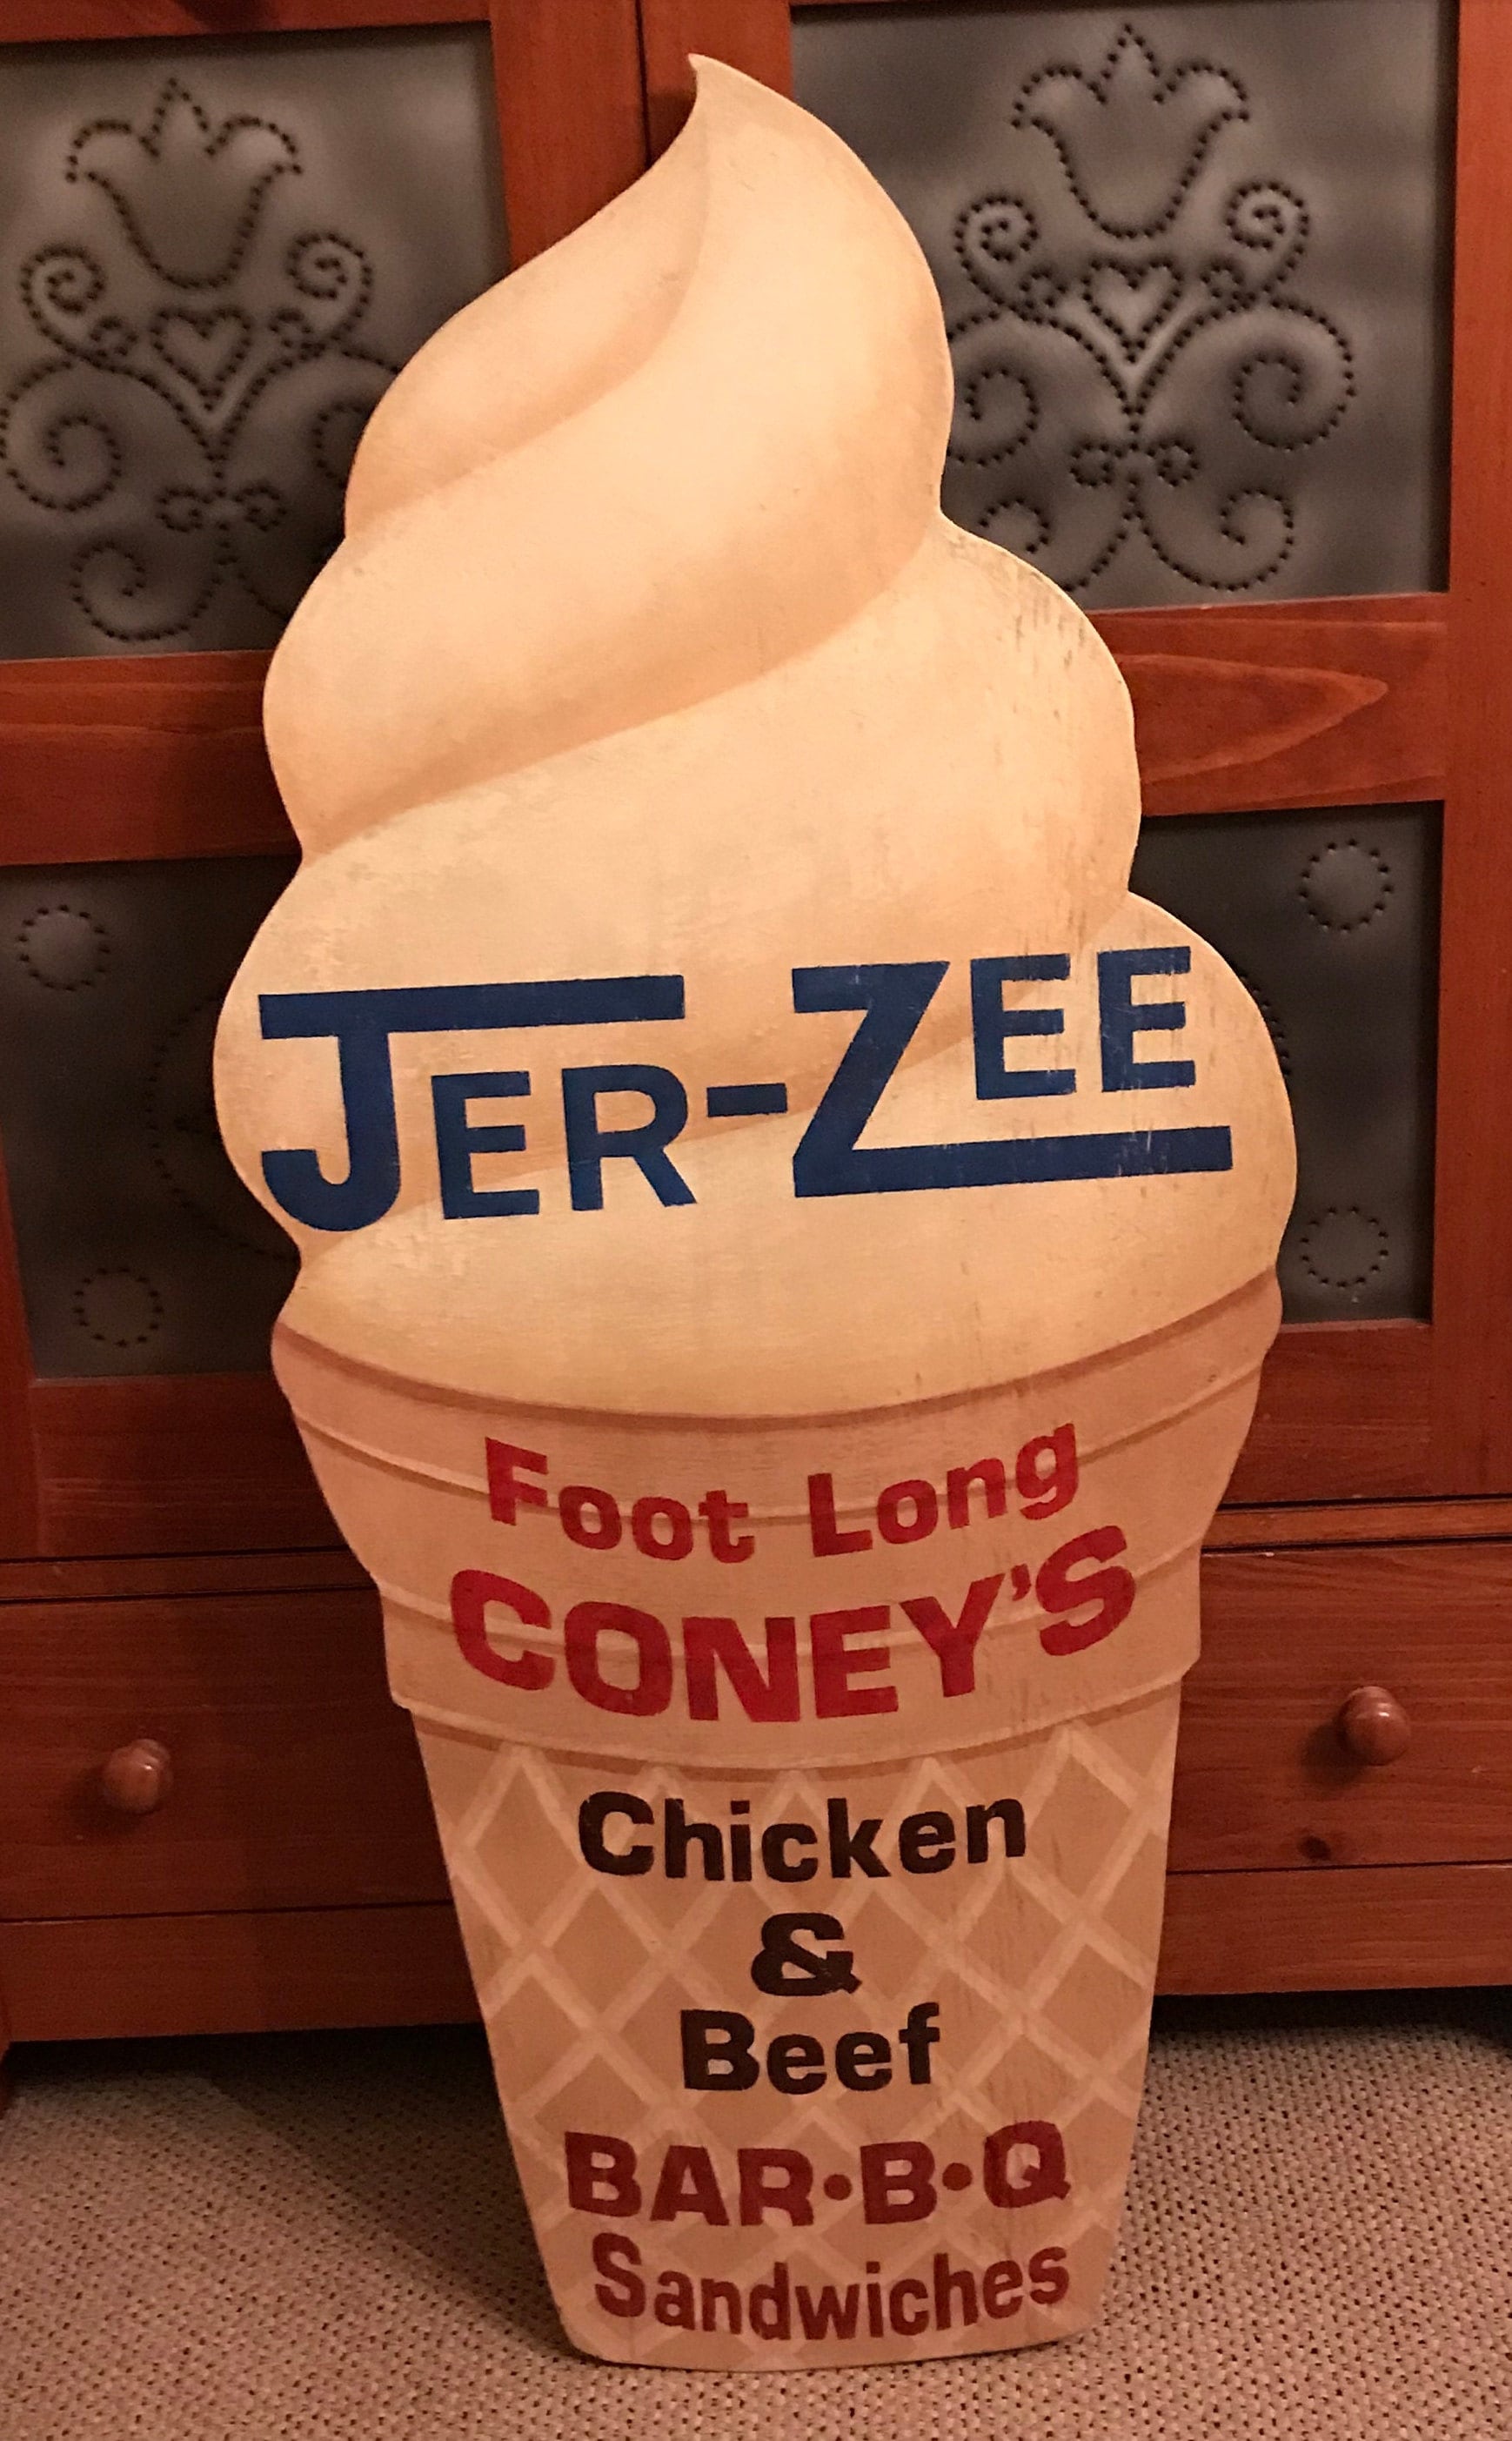 JER-ZEE
Foot Long
CONEY'S
Chicken
&
Beef
BAR•B•Q
Sandwiches